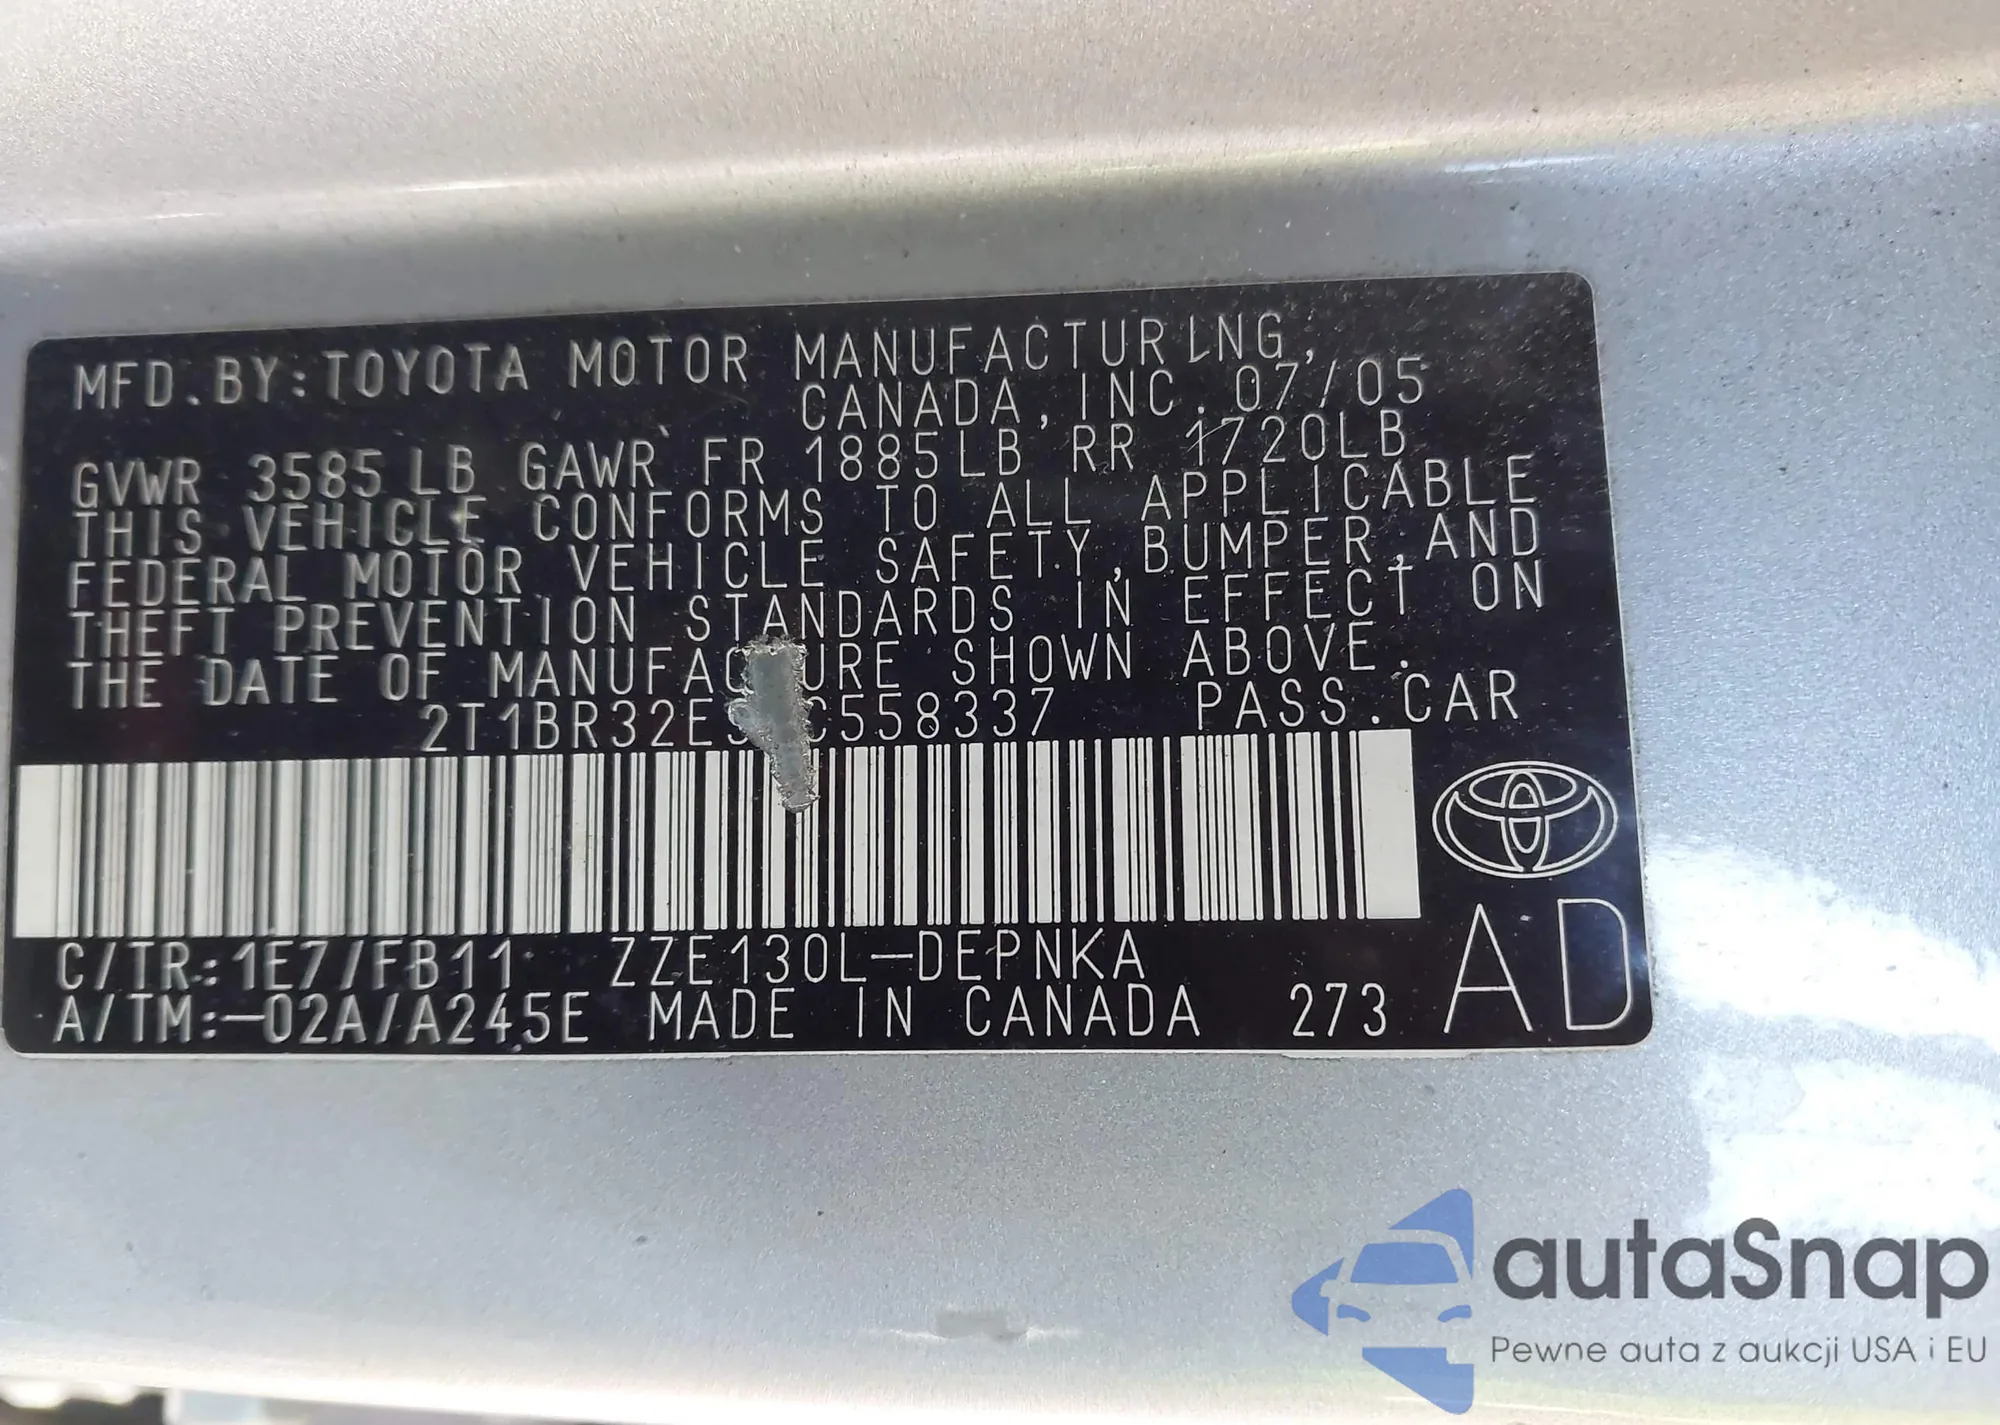 MFD.BY:TOYOTA MOTOR MANUFACTURING,
CANADA, INC. 07/05
GVWR 3585LB GAWR FR 1885LB RR 1720LB
THIS VEHICLE CONFORMS TO ALL APPLICABLE
FEDERAL MOTOR VEHICLE SAFETY, BUMPER, AND
THEFT PREVENTION STANDARDS IN EFFECT ON
THE DATE OF MANUFACTURE SHOWN ABOVE.
PASS.CAR
C/TR:1E7/FB11 ZZE130L-DEPNKA
A/TM:-02A/A245E MADE IN CANADA 273
AD
autaSnap
Pewne auta z aukcji USA i EU